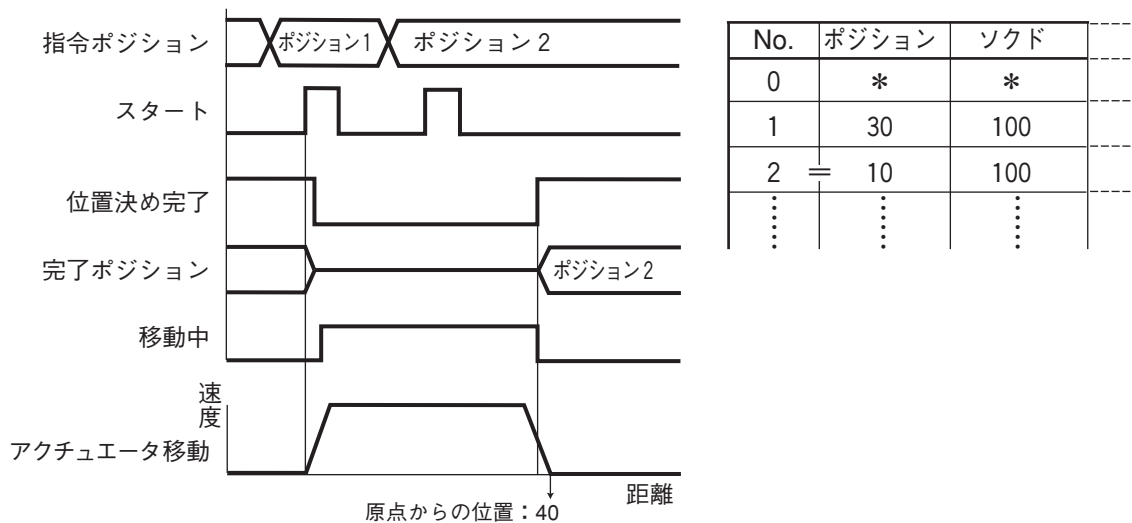 指令ポジション
ポジション1
ポジション2
スタート
位置決め完了
完了ポジション
ポジション2
移動中
速度
アクチュエータ移動
距離
原点からの位置：40
No. ポジション ソクド
0 * *
1 30 100
2 = 10 100